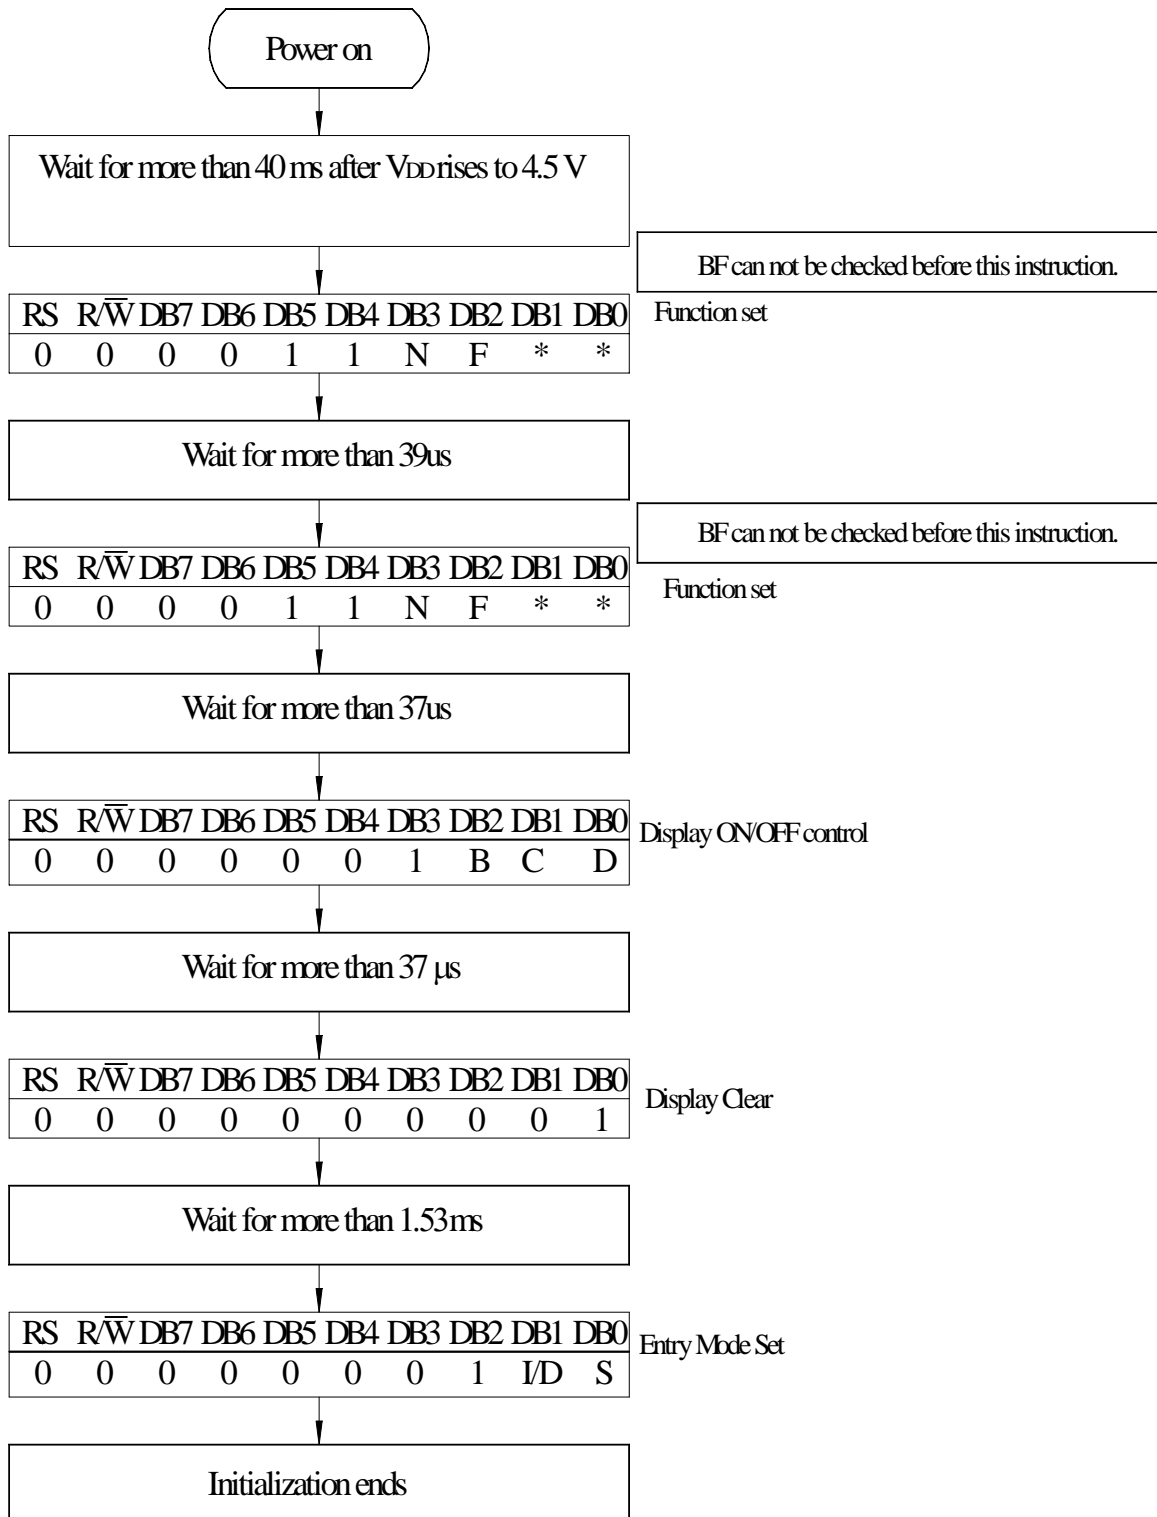 Power on
Wait for more than 40 ms after VDD rises to 4.5 V
BF can not be checked before this instruction.
RS R/W̅ DB7 DB6 DB5 DB4 DB3 DB2 DB1 DB0
Function set
0 0 0 0 1 1 N F * *
Wait for more than 39us
BF can not be checked before this instruction.
RS R/W̅ DB7 DB6 DB5 DB4 DB3 DB2 DB1 DB0
Function set
0 0 0 0 1 1 N F * *
Wait for more than 37us
RS R/W̅ DB7 DB6 DB5 DB4 DB3 DB2 DB1 DB0
Display ON/OFF control
0 0 0 0 0 0 1 B C D
Wait for more than 37 µs
RS R/W̅ DB7 DB6 DB5 DB4 DB3 DB2 DB1 DB0
Display Clear
0 0 0 0 0 0 0 0 0 1
Wait for more than 1.53ms
RS R/W̅ DB7 DB6 DB5 DB4 DB3 DB2 DB1 DB0
Entry Mode Set
0 0 0 0 0 0 0 1 I/D S
Initialization ends